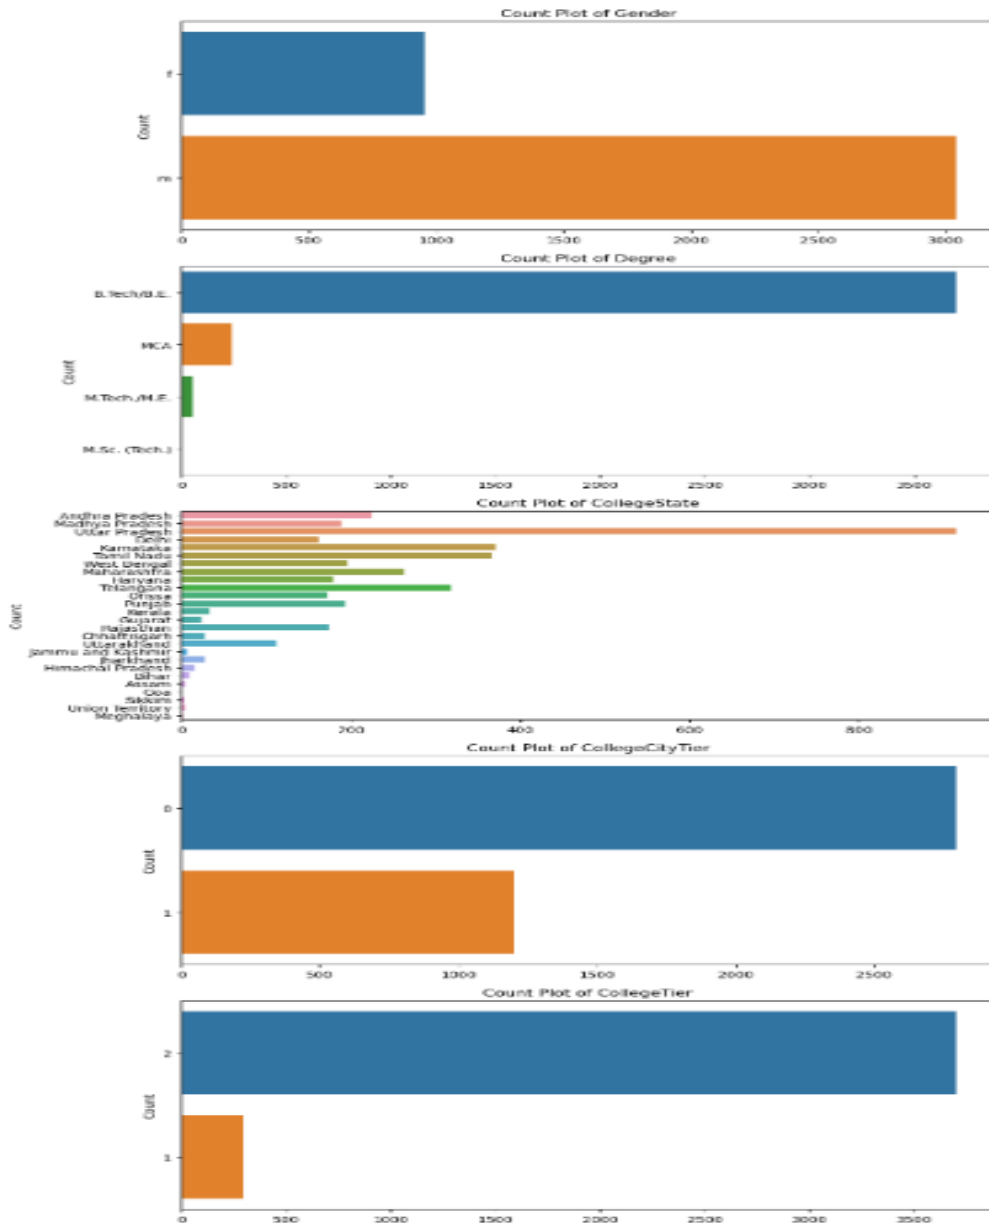 Count Plot of Gender
f
m
Count
0 500 1000 1500 2000 2500 3000
Count Plot of Degree
B.Tech/B.E.
MCA
M.Tech./M.E.
M.Sc. (Tech.)
Count
0 500 1000 1500 2000 2500 3000 3500
Count Plot of CollegeState
Andhra Pradesh
Madhya Pradesh
Uttar Pradesh
Delhi
Karnataka
Tamil Nadu
West Bengal
Maharashtra
Haryana
Telangana
Orissa
Punjab
Kerala
Gujarat
Rajasthan
Chhattisgarh
Uttarakhand
Jammu and Kashmir
Jharkhand
Himachal Pradesh
Bihar
Assam
Goa
Sikkim
Union Territory
Meghalaya
Count
0 200 400 600 800
Count Plot of CollegeCityTier
0
1
Count
0 500 1000 1500 2000 2500
Count Plot of CollegeTier
2
1
Count
0 500 1000 1500 2000 2500 3000 3500